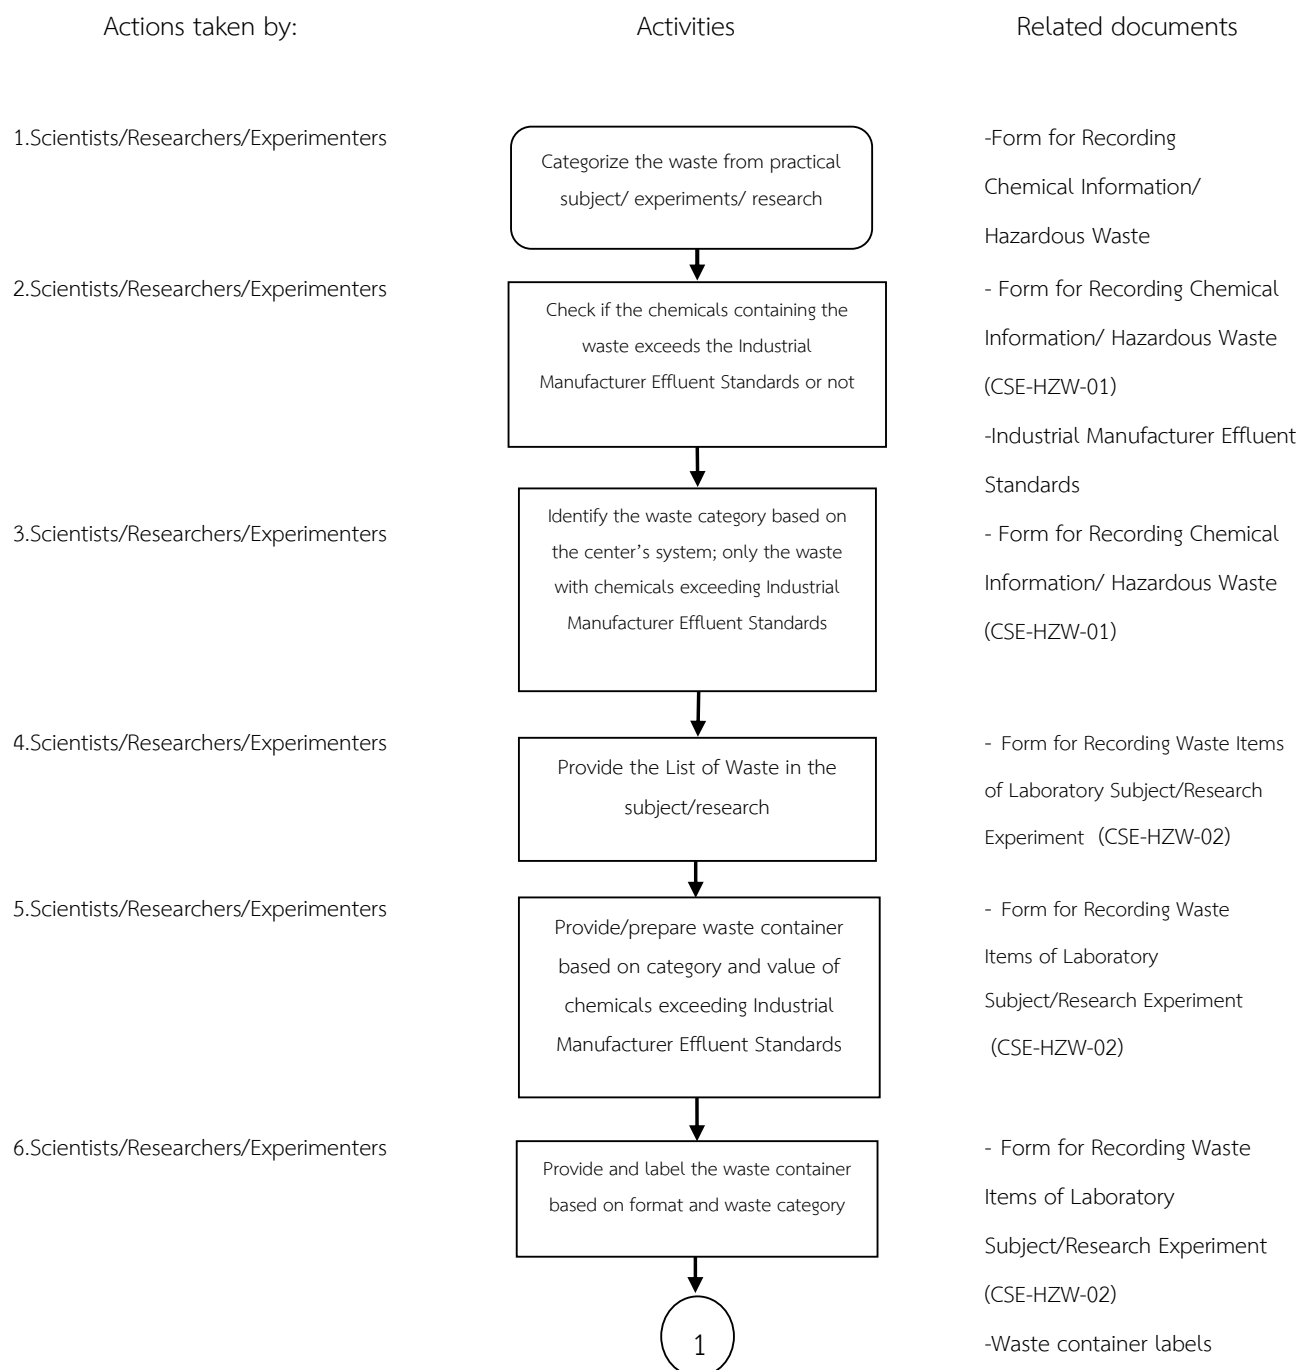 Actions taken by:
Activities
Related documents
1.Scientists/Researchers/Experimenters
Categorize the waste from practical
subject/ experiments/ research
-Form for Recording
Chemical Information/
Hazardous Waste
2.Scientists/Researchers/Experimenters
Check if the chemicals containing the
waste exceeds the Industrial
Manufacturer Effluent Standards or not
- Form for Recording Chemical
Information/ Hazardous Waste
(CSE-HZW-01)
-Industrial Manufacturer Effluent
Standards
3.Scientists/Researchers/Experimenters
Identify the waste category based on
the center’s system; only the waste
with chemicals exceeding Industrial
Manufacturer Effluent Standards
- Form for Recording Chemical
Information/ Hazardous Waste
(CSE-HZW-01)
4.Scientists/Researchers/Experimenters
Provide the List of Waste in the
subject/research
- Form for Recording Waste Items
of Laboratory Subject/Research
Experiment (CSE-HZW-02)
5.Scientists/Researchers/Experimenters
Provide/prepare waste container
based on category and value of
chemicals exceeding Industrial
Manufacturer Effluent Standards
- Form for Recording Waste
Items of Laboratory
Subject/Research Experiment
(CSE-HZW-02)
6.Scientists/Researchers/Experimenters
Provide and label the waste container
based on format and waste category
- Form for Recording Waste
Items of Laboratory
Subject/Research Experiment
(CSE-HZW-02)
-Waste container labels
1